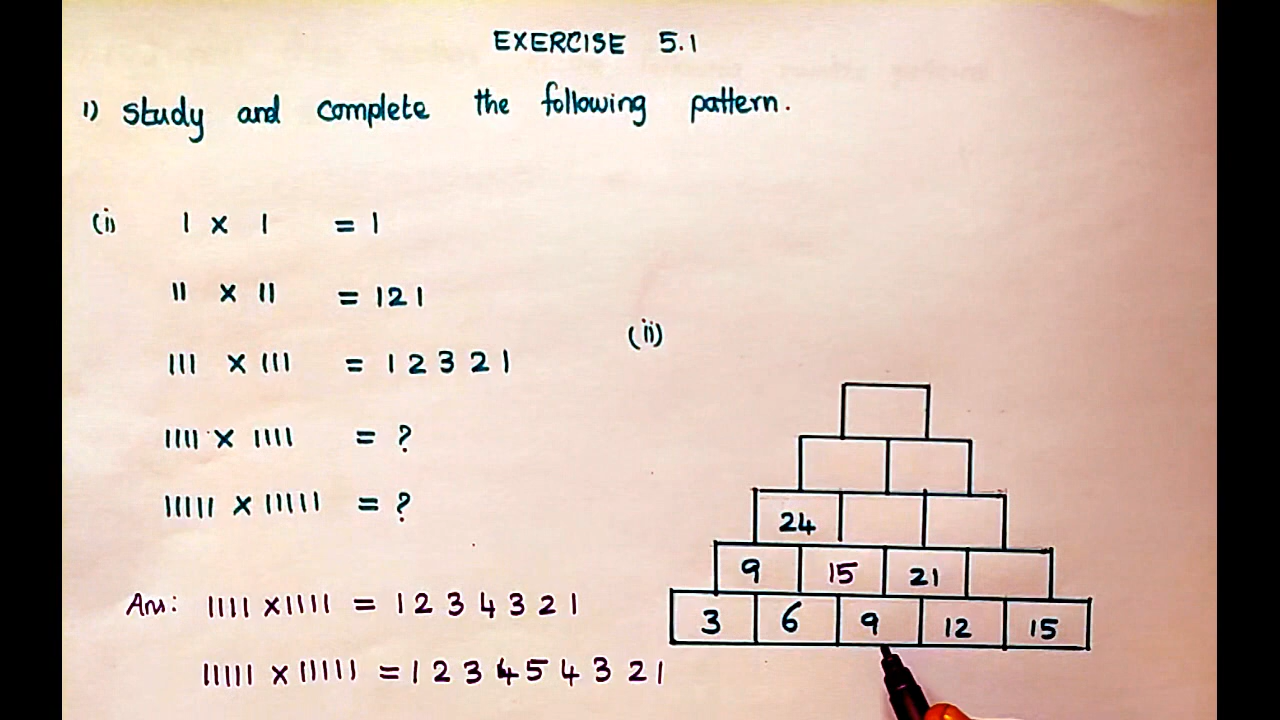 EXERCISE 5.1
1) Study and complete the following pattern.
(i) 1 x 1 = 1
11 x 11 = 121
111 x 111 = 12321
1111 x 1111 = ?
11111 x 11111 = ?
Ans: 1111 x 1111 = 1234321
11111 x 11111 = 123454321
(ii)
24
9 15 21
3 6 9 12 15